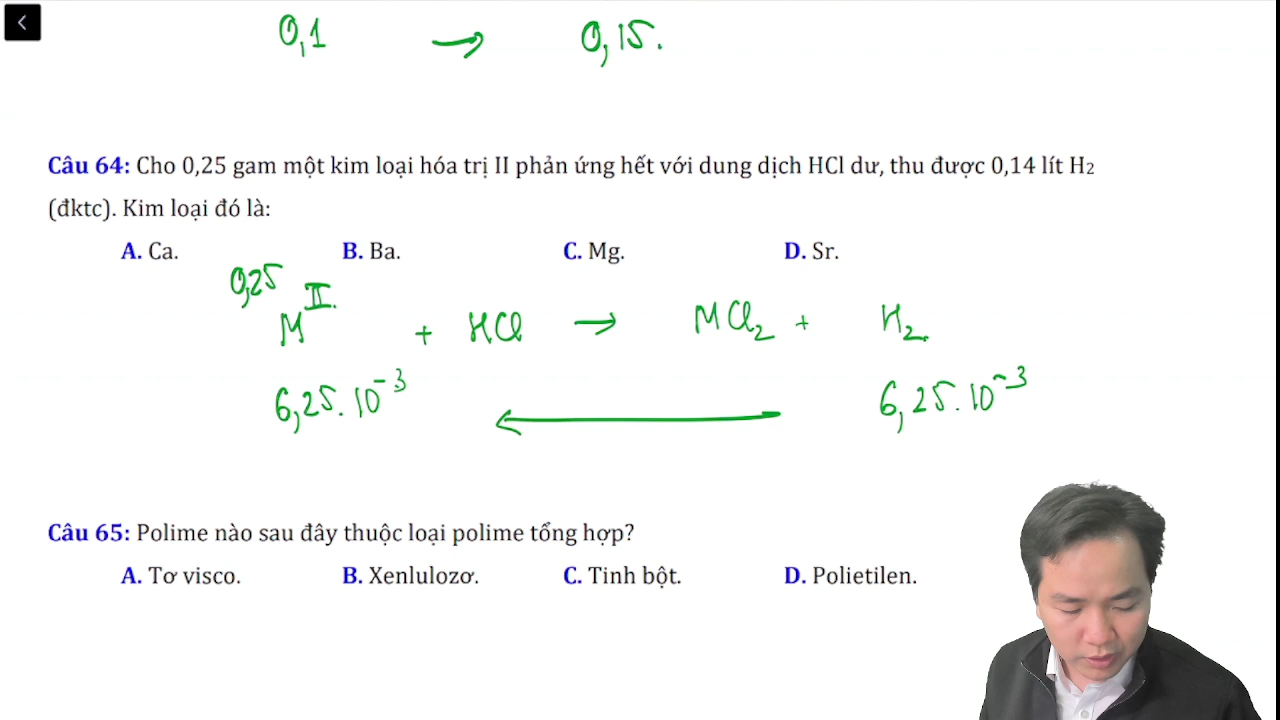 0,1 → 0,15.
Câu 64: Cho 0,25 gam một kim loại hóa trị II phản ứng hết với dung dịch HCl dư, thu được 0,14 lít H₂
(đktc). Kim loại đó là:
A. Ca. B. Ba. C. Mg. D. Sr.
0,25
M^II + HCl → MCl₂ + H₂
6,25.10⁻³ ← 6,25.10⁻³
Câu 65: Polime nào sau đây thuộc loại polime tổng hợp?
A. Tơ visco. B. Xenlulozơ. C. Tinh bột. D. Polietilen.